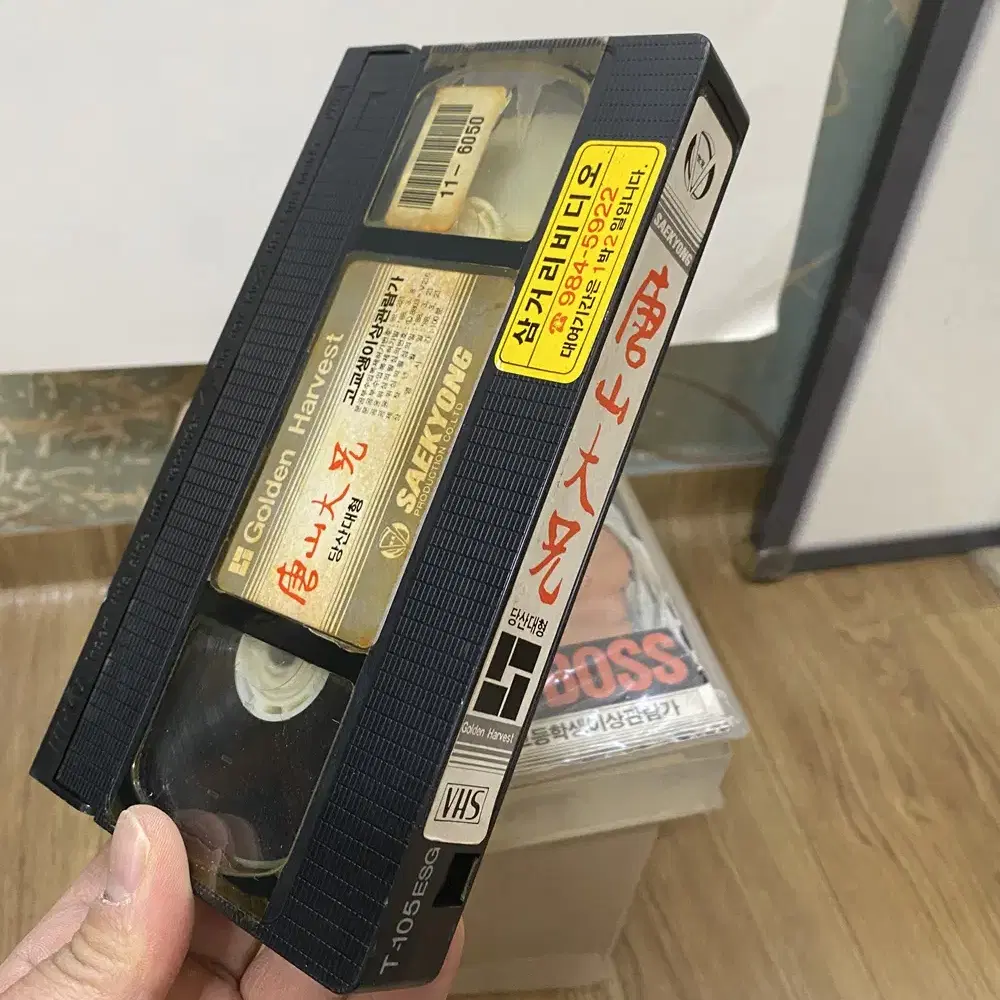 11- 6050
Golden Harvest
唐山大兄
당산대형
고교생이상관람가
SAEKYONG
PRODUCTION CO.LTD.
삼거리비디오
☎984-5922
대여기간은 1박2일입니다.
SAEKYONG
唐山大兄
당산대형
Golden Harvest
VHS
T-105ESG
BOSS
등학생이상관람가